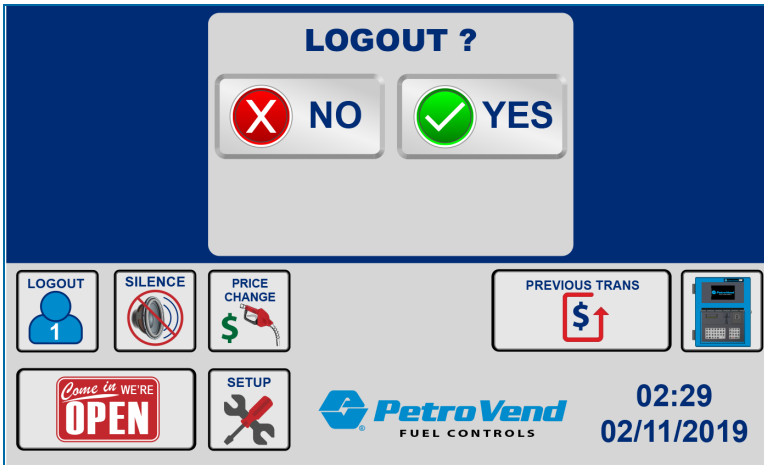 LOGOUT ?
X NO
YES
LOGOUT
1
SILENCE
PRICE
CHANGE
$
PREVIOUS TRANS
$
Come in WE'RE
OPEN
SETUP
PetroVend
FUEL CONTROLS
®
02:29
02/11/2019